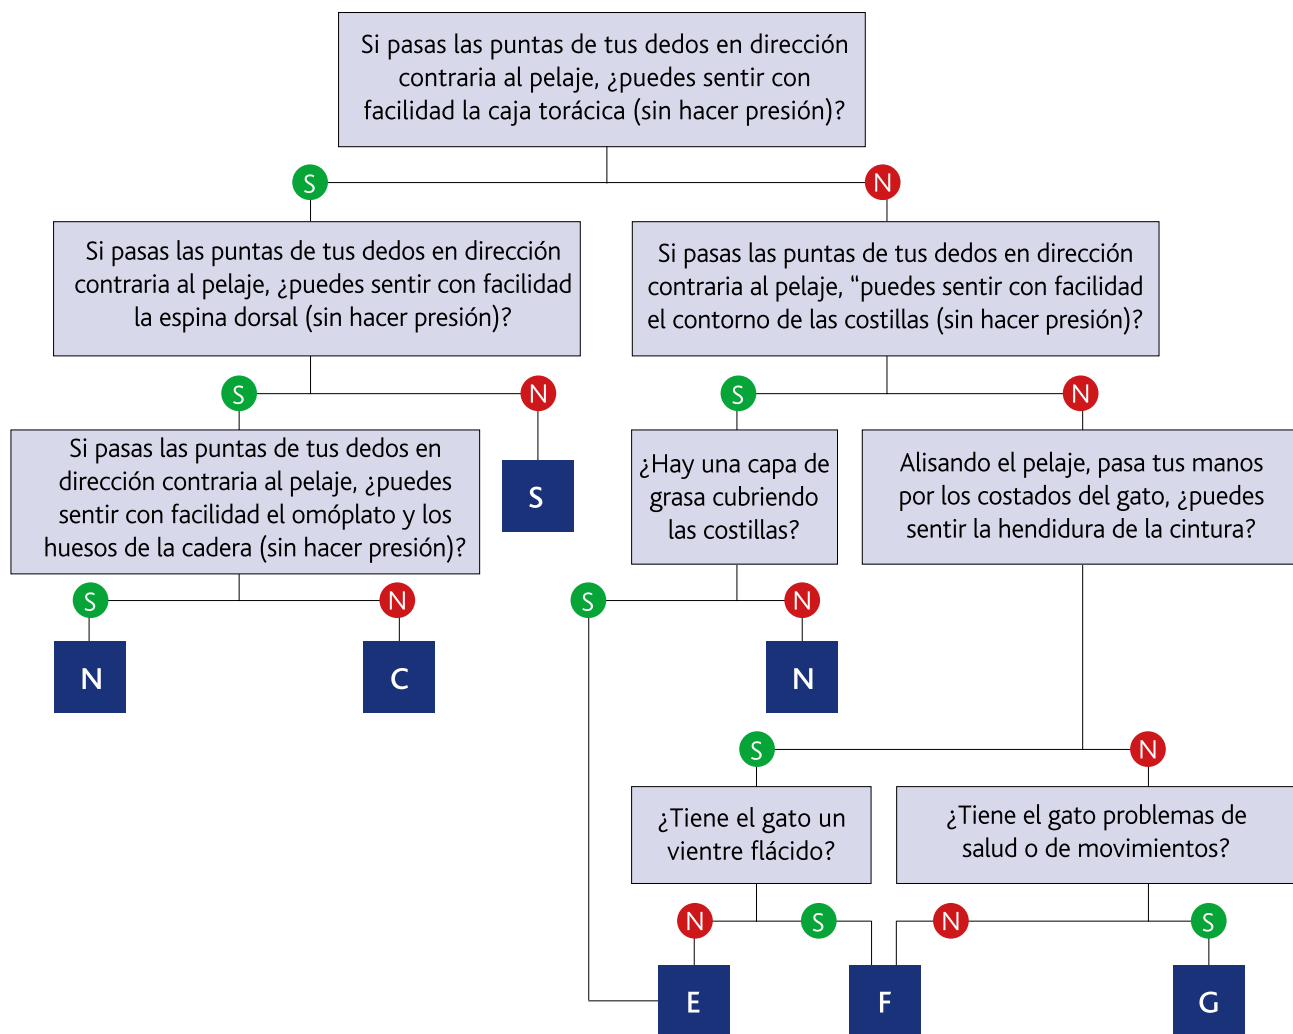 Si pasas las puntas de tus dedos en dirección
contraria al pelaje, ¿puedes sentir con
facilidad la caja torácica (sin hacer presión)?
S
N
Si pasas las puntas de tus dedos en dirección
contraria al pelaje, ¿puedes sentir con facilidad
la espina dorsal (sin hacer presión)?
Si pasas las puntas de tus dedos en dirección
contraria al pelaje, “puedes sentir con facilidad
el contorno de las costillas (sin hacer presión)?
S
N
S
N
Si pasas las puntas de tus dedos en
dirección contraria al pelaje, ¿puedes
sentir con facilidad el omóplato y los
huesos de la cadera (sin hacer presión)?
S
¿Hay una capa de
grasa cubriendo
las costillas?
Alisando el pelaje, pasa tus manos
por los costados del gato, ¿puedes
sentir la hendidura de la cintura?
S
N
S
N
N
C
N
S
N
¿Tiene el gato un
vientre flácido?
¿Tiene el gato problemas de
salud o de movimientos?
N
S
N
S
E
F
G